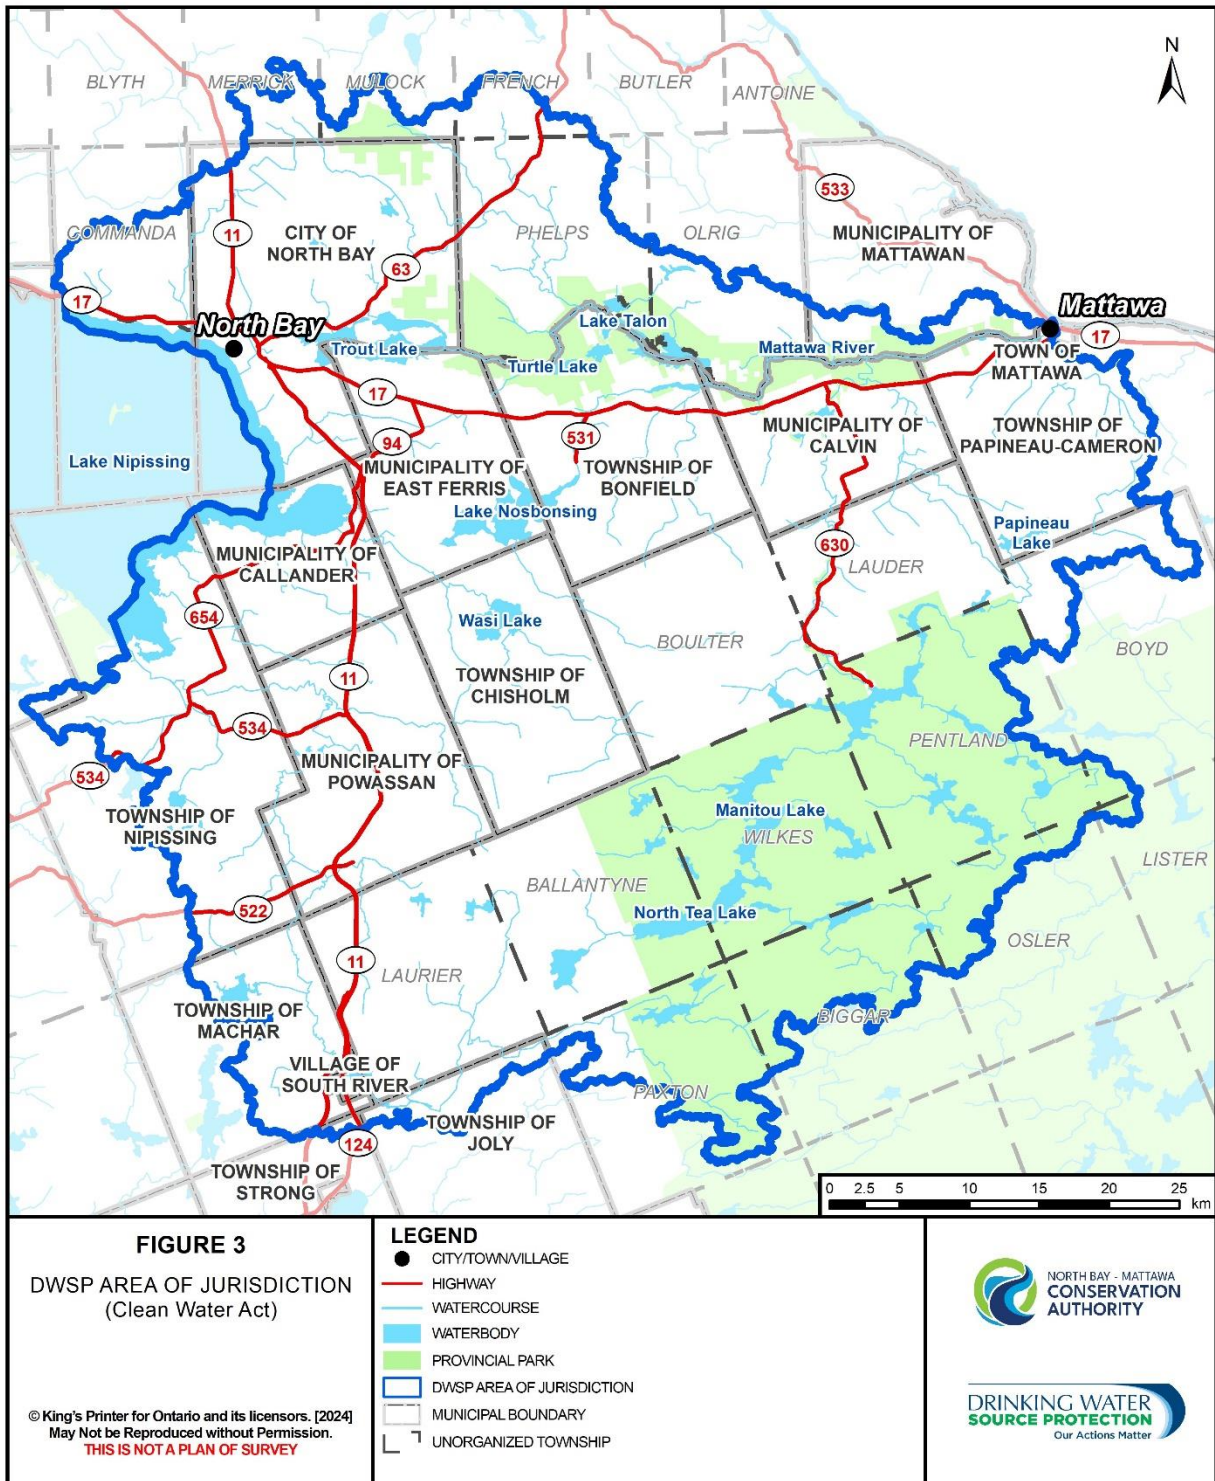 N
BLYTH
MERRICK
MULOCK
FRENCH
BUTLER
ANTOINE
533
COMMANDA
11
CITY OF
NORTH BAY
PHELPS
OLRIG
MUNICIPALITY OF
MATTAWAN
63
17
North Bay
Lake Talon
Mattawa
Trout Lake
Turtle Lake
Mattawa River
17
TOWN OF
MATTAWA
17
94
531
MUNICIPALITY OF
CALVIN
TOWNSHIP OF
PAPINEAU-CAMERON
Lake Nipissing
MUNICIPALITY OF
EAST FERRIS
TOWNSHIP OF
BONFIELD
Lake Nosbonsing
Papineau
Lake
MUNICIPALITY OF
CALLANDER
630
LAUDER
654
Wasi Lake
BOULTER
BOYD
TOWNSHIP OF
CHISHOLM
11
534
PENTLAND
534
MUNICIPALITY OF
POWASSAN
TOWNSHIP OF
NIPISSING
Manitou Lake
WILKES
LISTER
BALLANTYNE
522
North Tea Lake
OSLER
11
LAURIER
TOWNSHIP OF
MACHAR
BIGGAR
VILLAGE OF
SOUTH RIVER
PAXTON
TOWNSHIP OF
JOLY
124
TOWNSHIP OF
STRONG
0 2.5 5 10 15 20 25
km
FIGURE 3
DWSP AREA OF JURISDICTION
(Clean Water Act)
© King's Printer for Ontario and its licensors. [2024]
May Not be Reproduced without Permission.
THIS IS NOT A PLAN OF SURVEY
LEGEND
CITY/TOWN/VILLAGE
HIGHWAY
WATERCOURSE
WATERBODY
PROVINCIAL PARK
DWSP AREA OF JURISDICTION
MUNICIPAL BOUNDARY
UNORGANIZED TOWNSHIP
NORTH BAY - MATTAWA
CONSERVATION
AUTHORITY
DRINKING WATER
SOURCE PROTECTION
Our Actions Matter